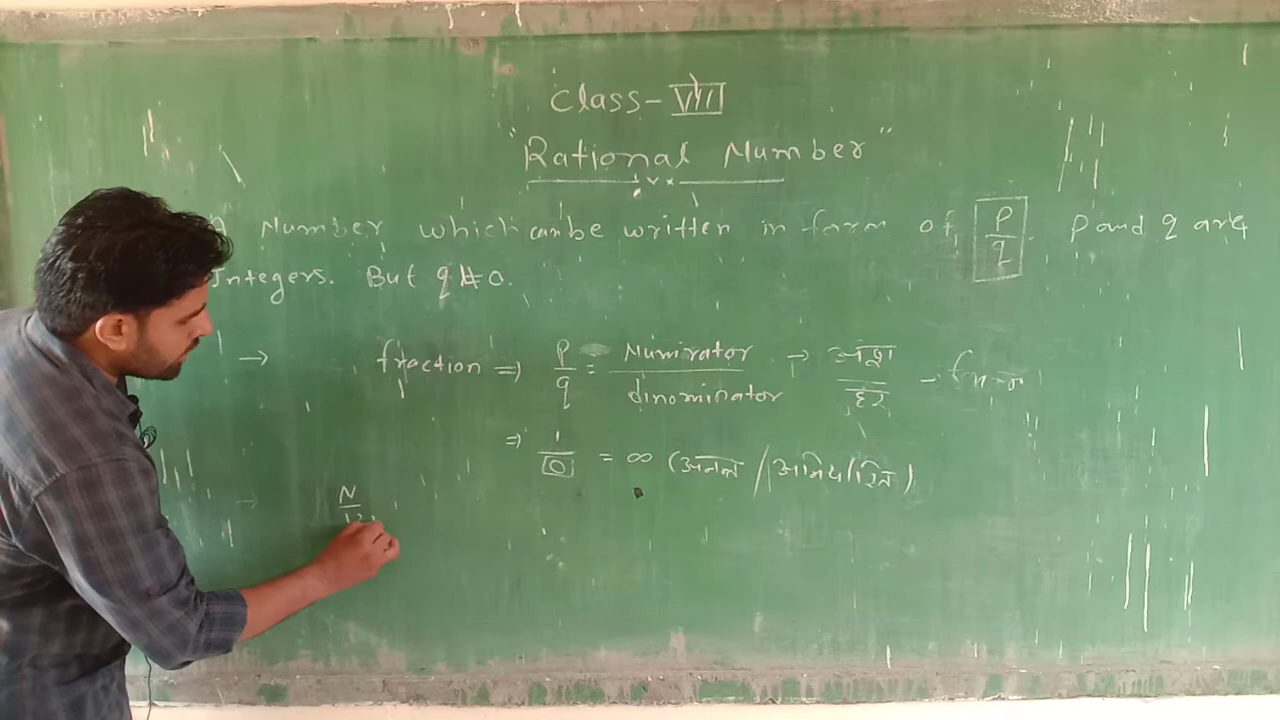 Class-VIII
"Rational Number"
A Number which can be written in form of P/q. P and q are
Integers. But q ≠ 0.
→ fraction ⇒ P/q = Numirator/dinominator → /हर -
⇒ 1/0 = ∞ (अनन्त /
→ N/D